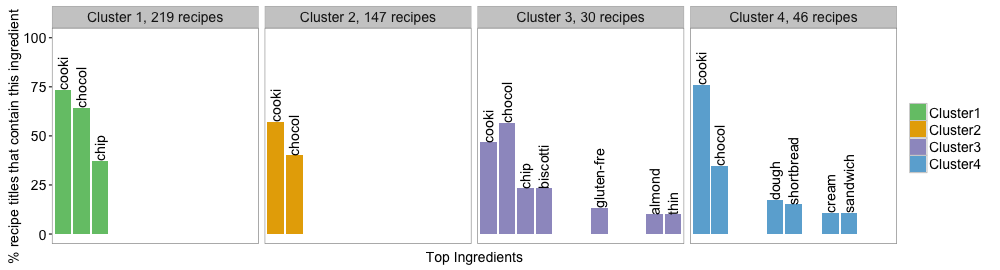 Cluster 1, 219 recipes
Cluster 2, 147 recipes
Cluster 3, 30 recipes
Cluster 4, 46 recipes
% recipe titles that contain this ingredient
100
75
50
25
0
cooki
chocol
chip
cooki
chocol
cooki
chocol
chip
biscotti
gluten-fre
almond
thin
cooki
chocol
dough
shortbread
cream
sandwich
Top Ingredients
Cluster1
Cluster2
Cluster3
Cluster4